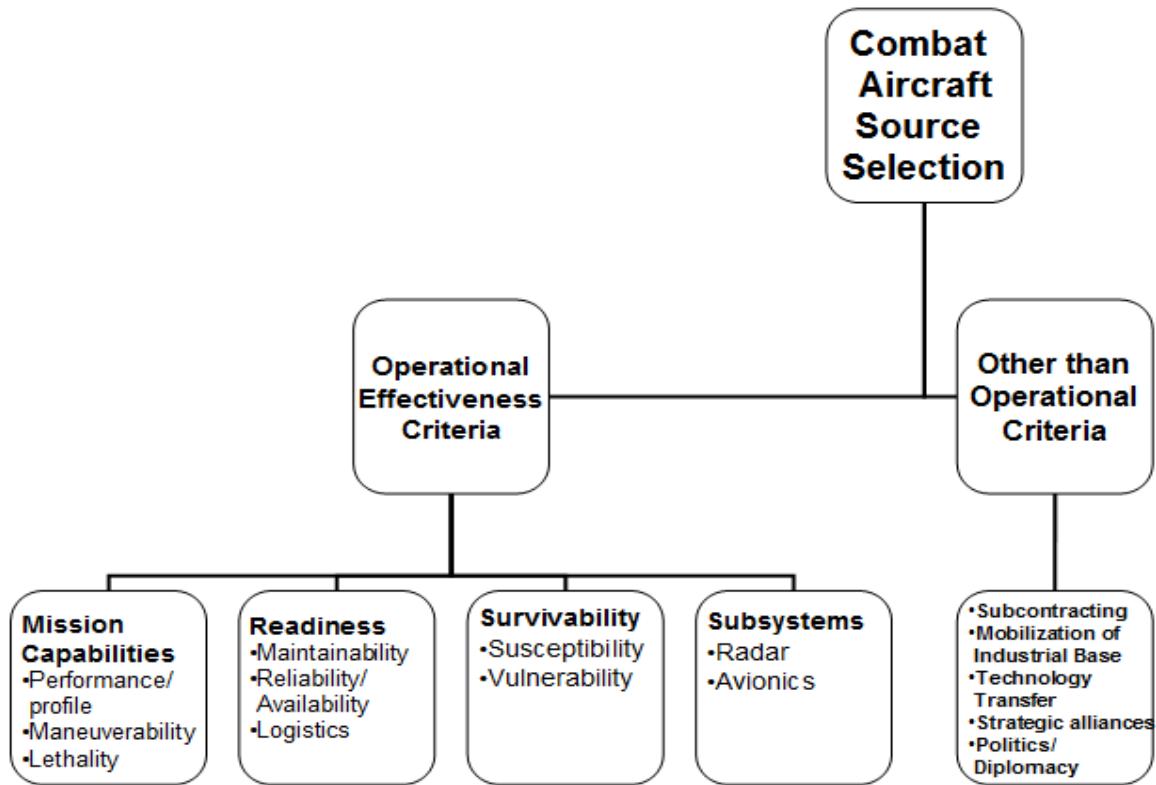 Combat
Aircraft
Source
Selection
Operational
Effectiveness
Criteria
Other than
Operational
Criteria
Mission
Capabilities
•Performance/
profile
•Maneuverability
•Lethality
Readiness
•Maintainability
•Reliability/
Availability
•Logistics
Survivability
•Susceptibility
•Vulnerability
Subsystems
•Radar
•Avionics
•Subcontracting
•Mobilization of
Industrial Base
•Technology
Transfer
•Strategic alliances
•Politics/
Diplomacy